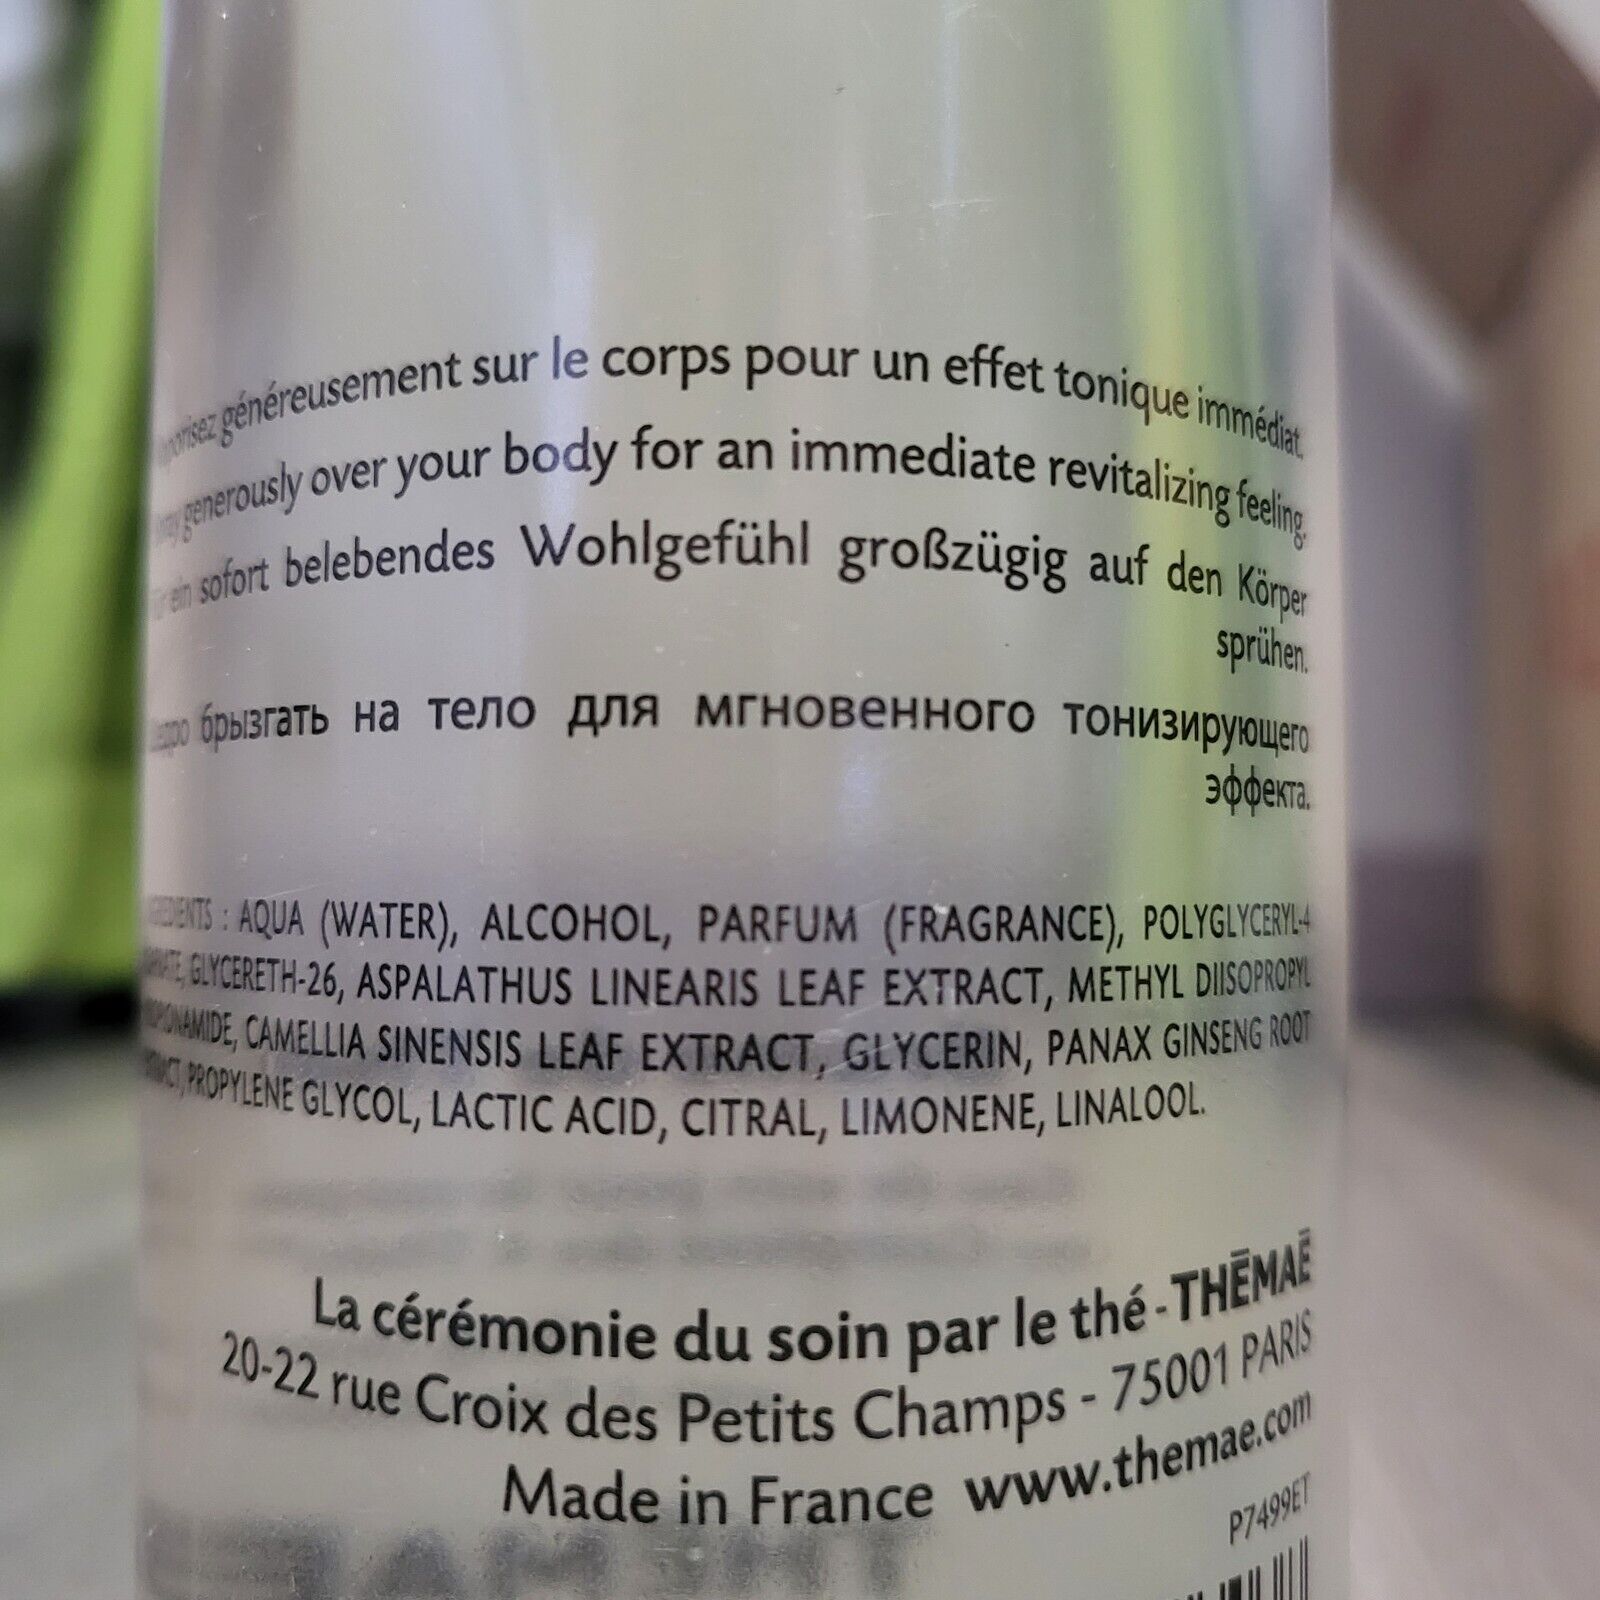 généreusement sur le corps pour un effet tonique immédiat.
generously over your body for an immediate revitalizing feeling.
ein sofort belebendes Wohlgefühl großzügig auf den Körper
sprühen.
брызгать на тело для мгновенного тонизирующего
эффекта.
: AQUA (WATER), ALCOHOL, PARFUM (FRAGRANCE), POLYGLYCERYL-4
GLYCERETH-26, ASPALATHUS LINEARIS LEAF EXTRACT, METHYL DIISOPROPYL
CAMELLIA SINENSIS LEAF EXTRACT, GLYCERIN, PANAX GINSENG ROOT
PROPYLENE GLYCOL, LACTIC ACID, CITRAL, LIMONENE, LINALOOL.
La cérémonie du soin par le thé - THĒMAĒ
20-22 rue Croix des Petits Champs - 75001 PARIS
Made in France www.themae.com
P7499ET